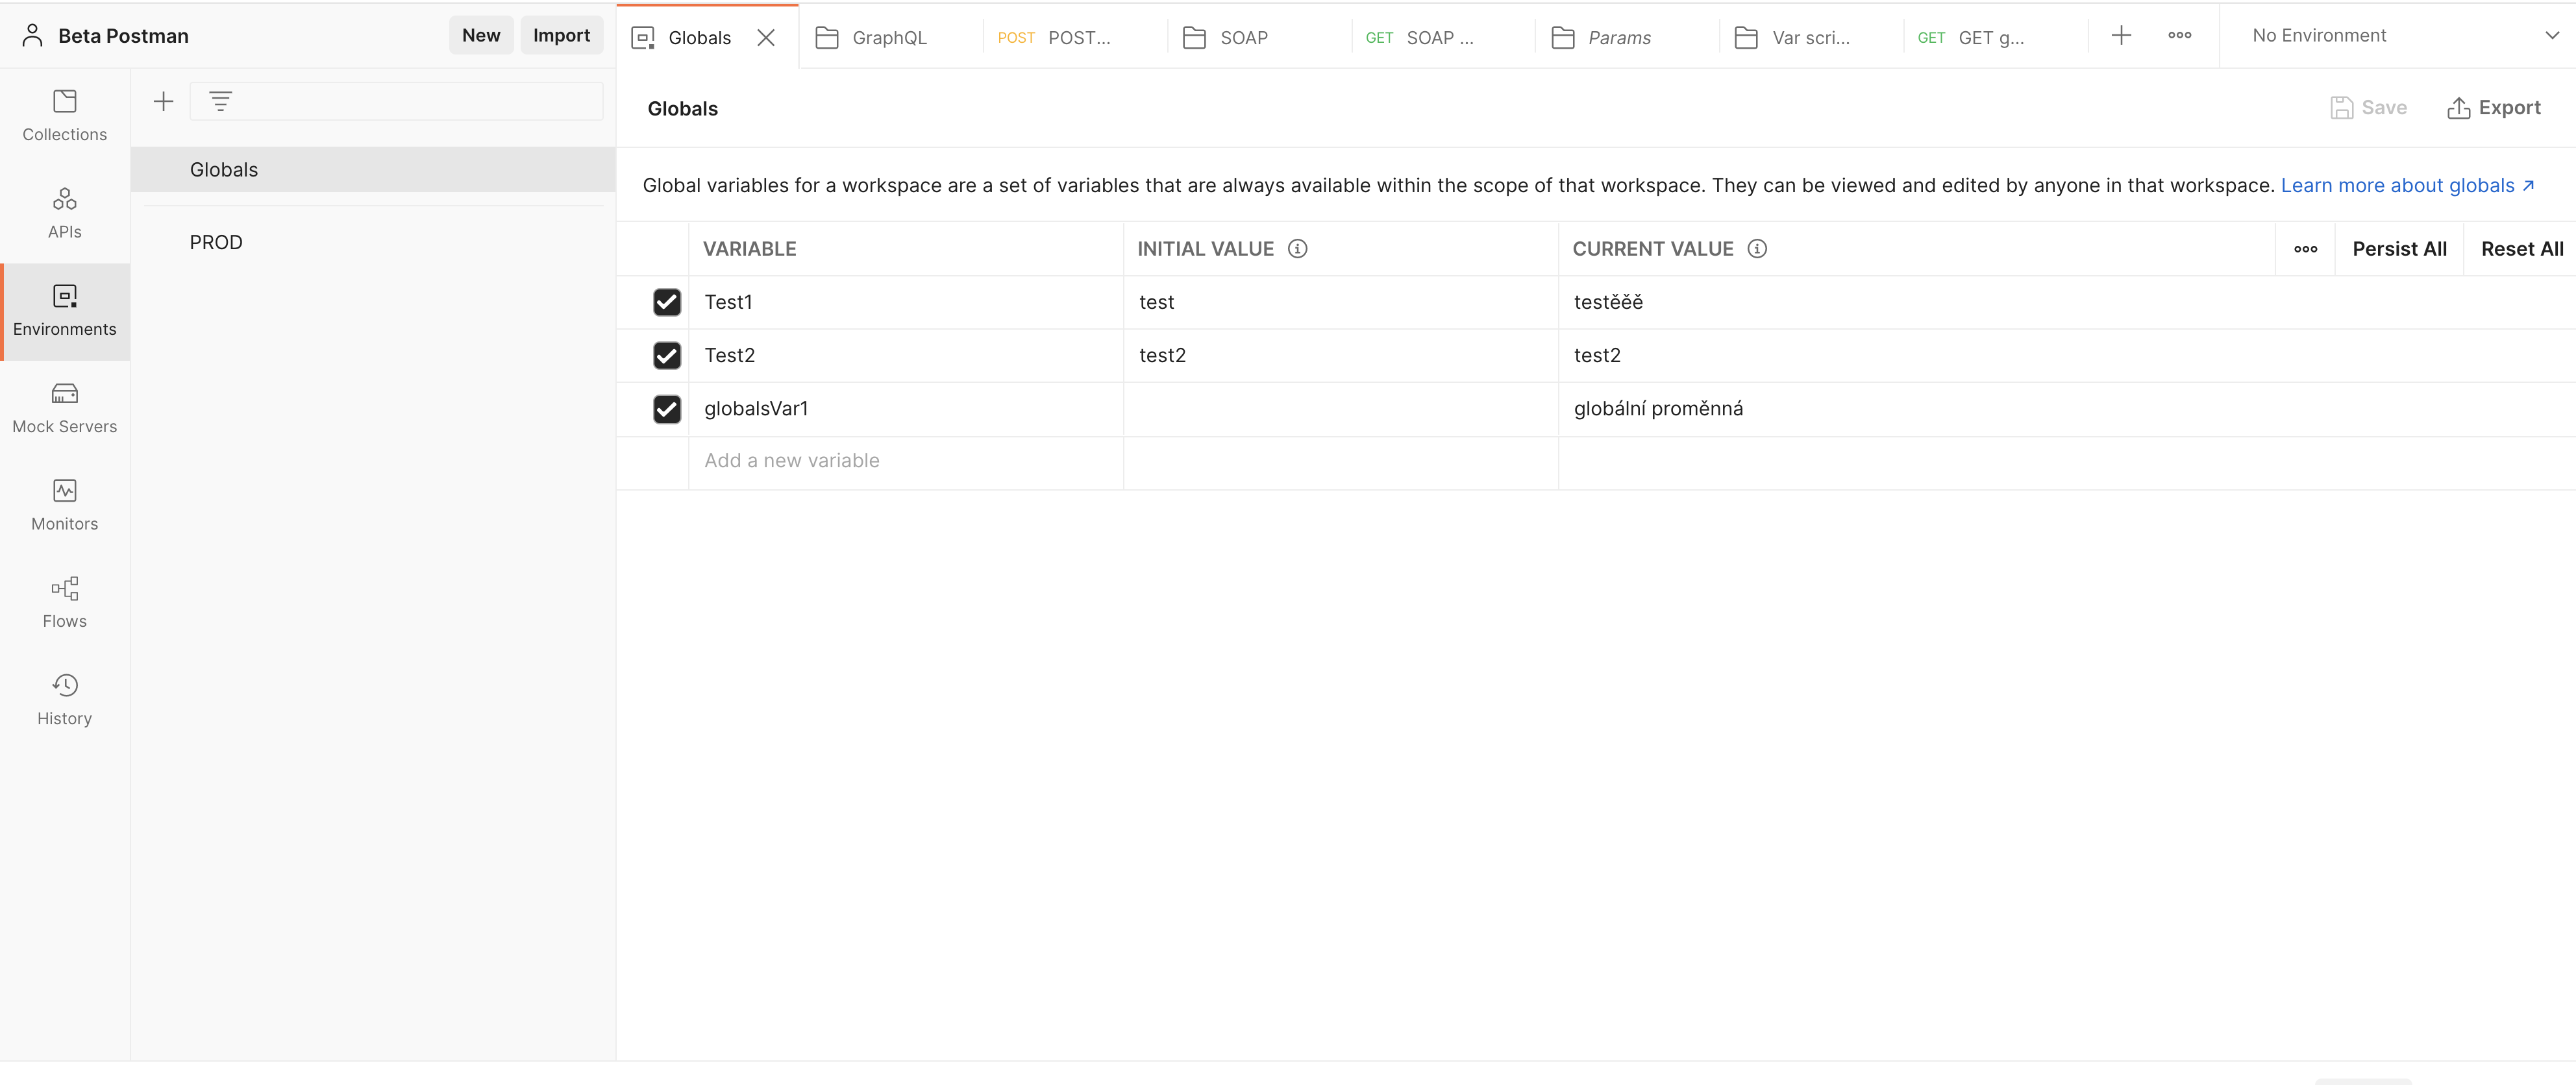 Beta Postman
New
Import
Globals
GraphQL
POST POST...
SOAP
GET SOAP ...
Params
Var scri...
GET GET g...
No Environment
Collections
APIs
Environments
Mock Servers
Monitors
Flows
History
Globals
PROD
Globals
Save
Export
Global variables for a workspace are a set of variables that are always available within the scope of that workspace. They can be viewed and edited by anyone in that workspace. Learn more about globals ↗
VARIABLE INITIAL VALUE CURRENT VALUE Persist All Reset All
Test1 test testěěě
Test2 test2 test2
globalsVar1 globální proměnná
Add a new variable